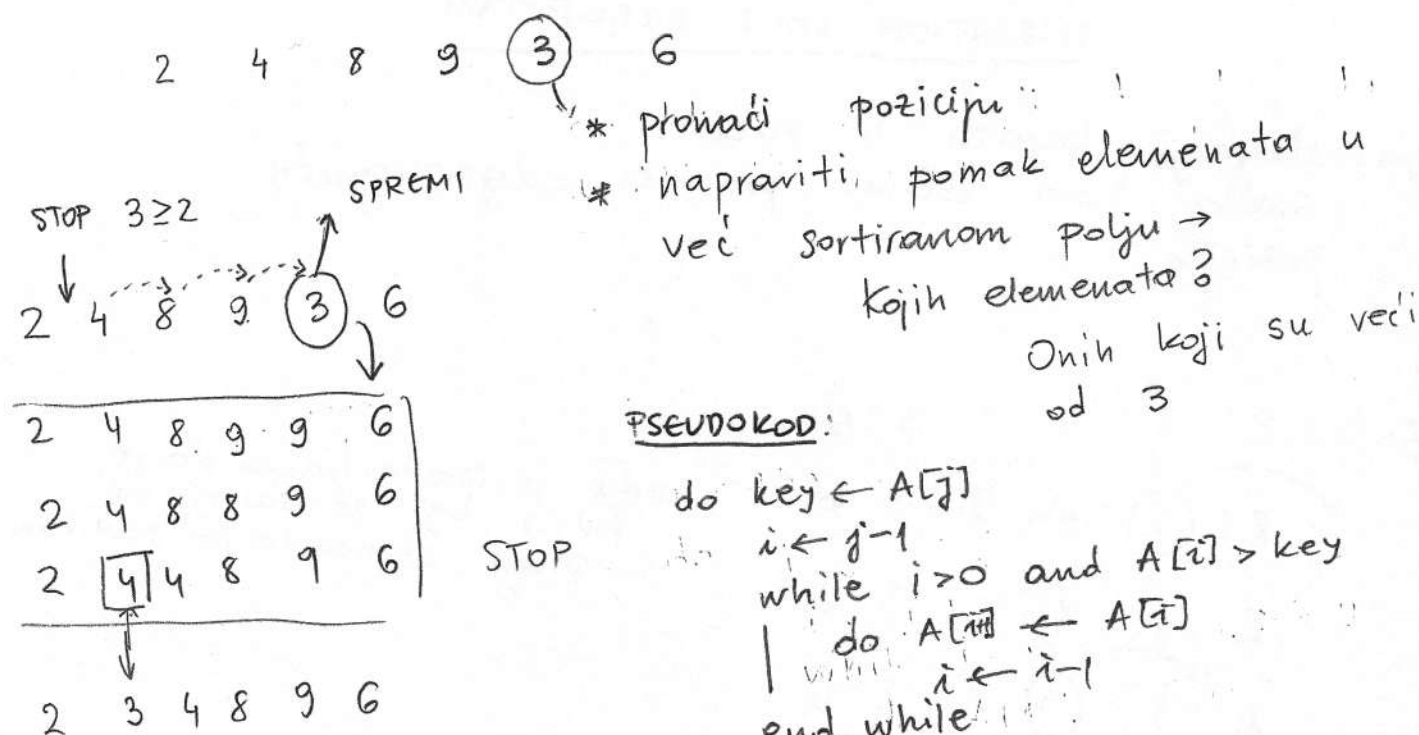 2 4 8 9 3 6
* pronaći poziciju
* napraviti pomak elemenata u
već sortiranom polju →
kojih elemenata?
Onih koji su veći
od 3
SPREMI
STOP 3≥2
2 4 8 9 3 6
2 4 8 9 9 6
2 4 8 8 9 6
2 4 4 8 9 6
STOP
2 3 4 8 9 6
PSEUDOKOD:
do key ← A[j]
i ← j-1
while i>0 and A[i] > key
do A[i+1] ← A[i]
i ← i-1
end while